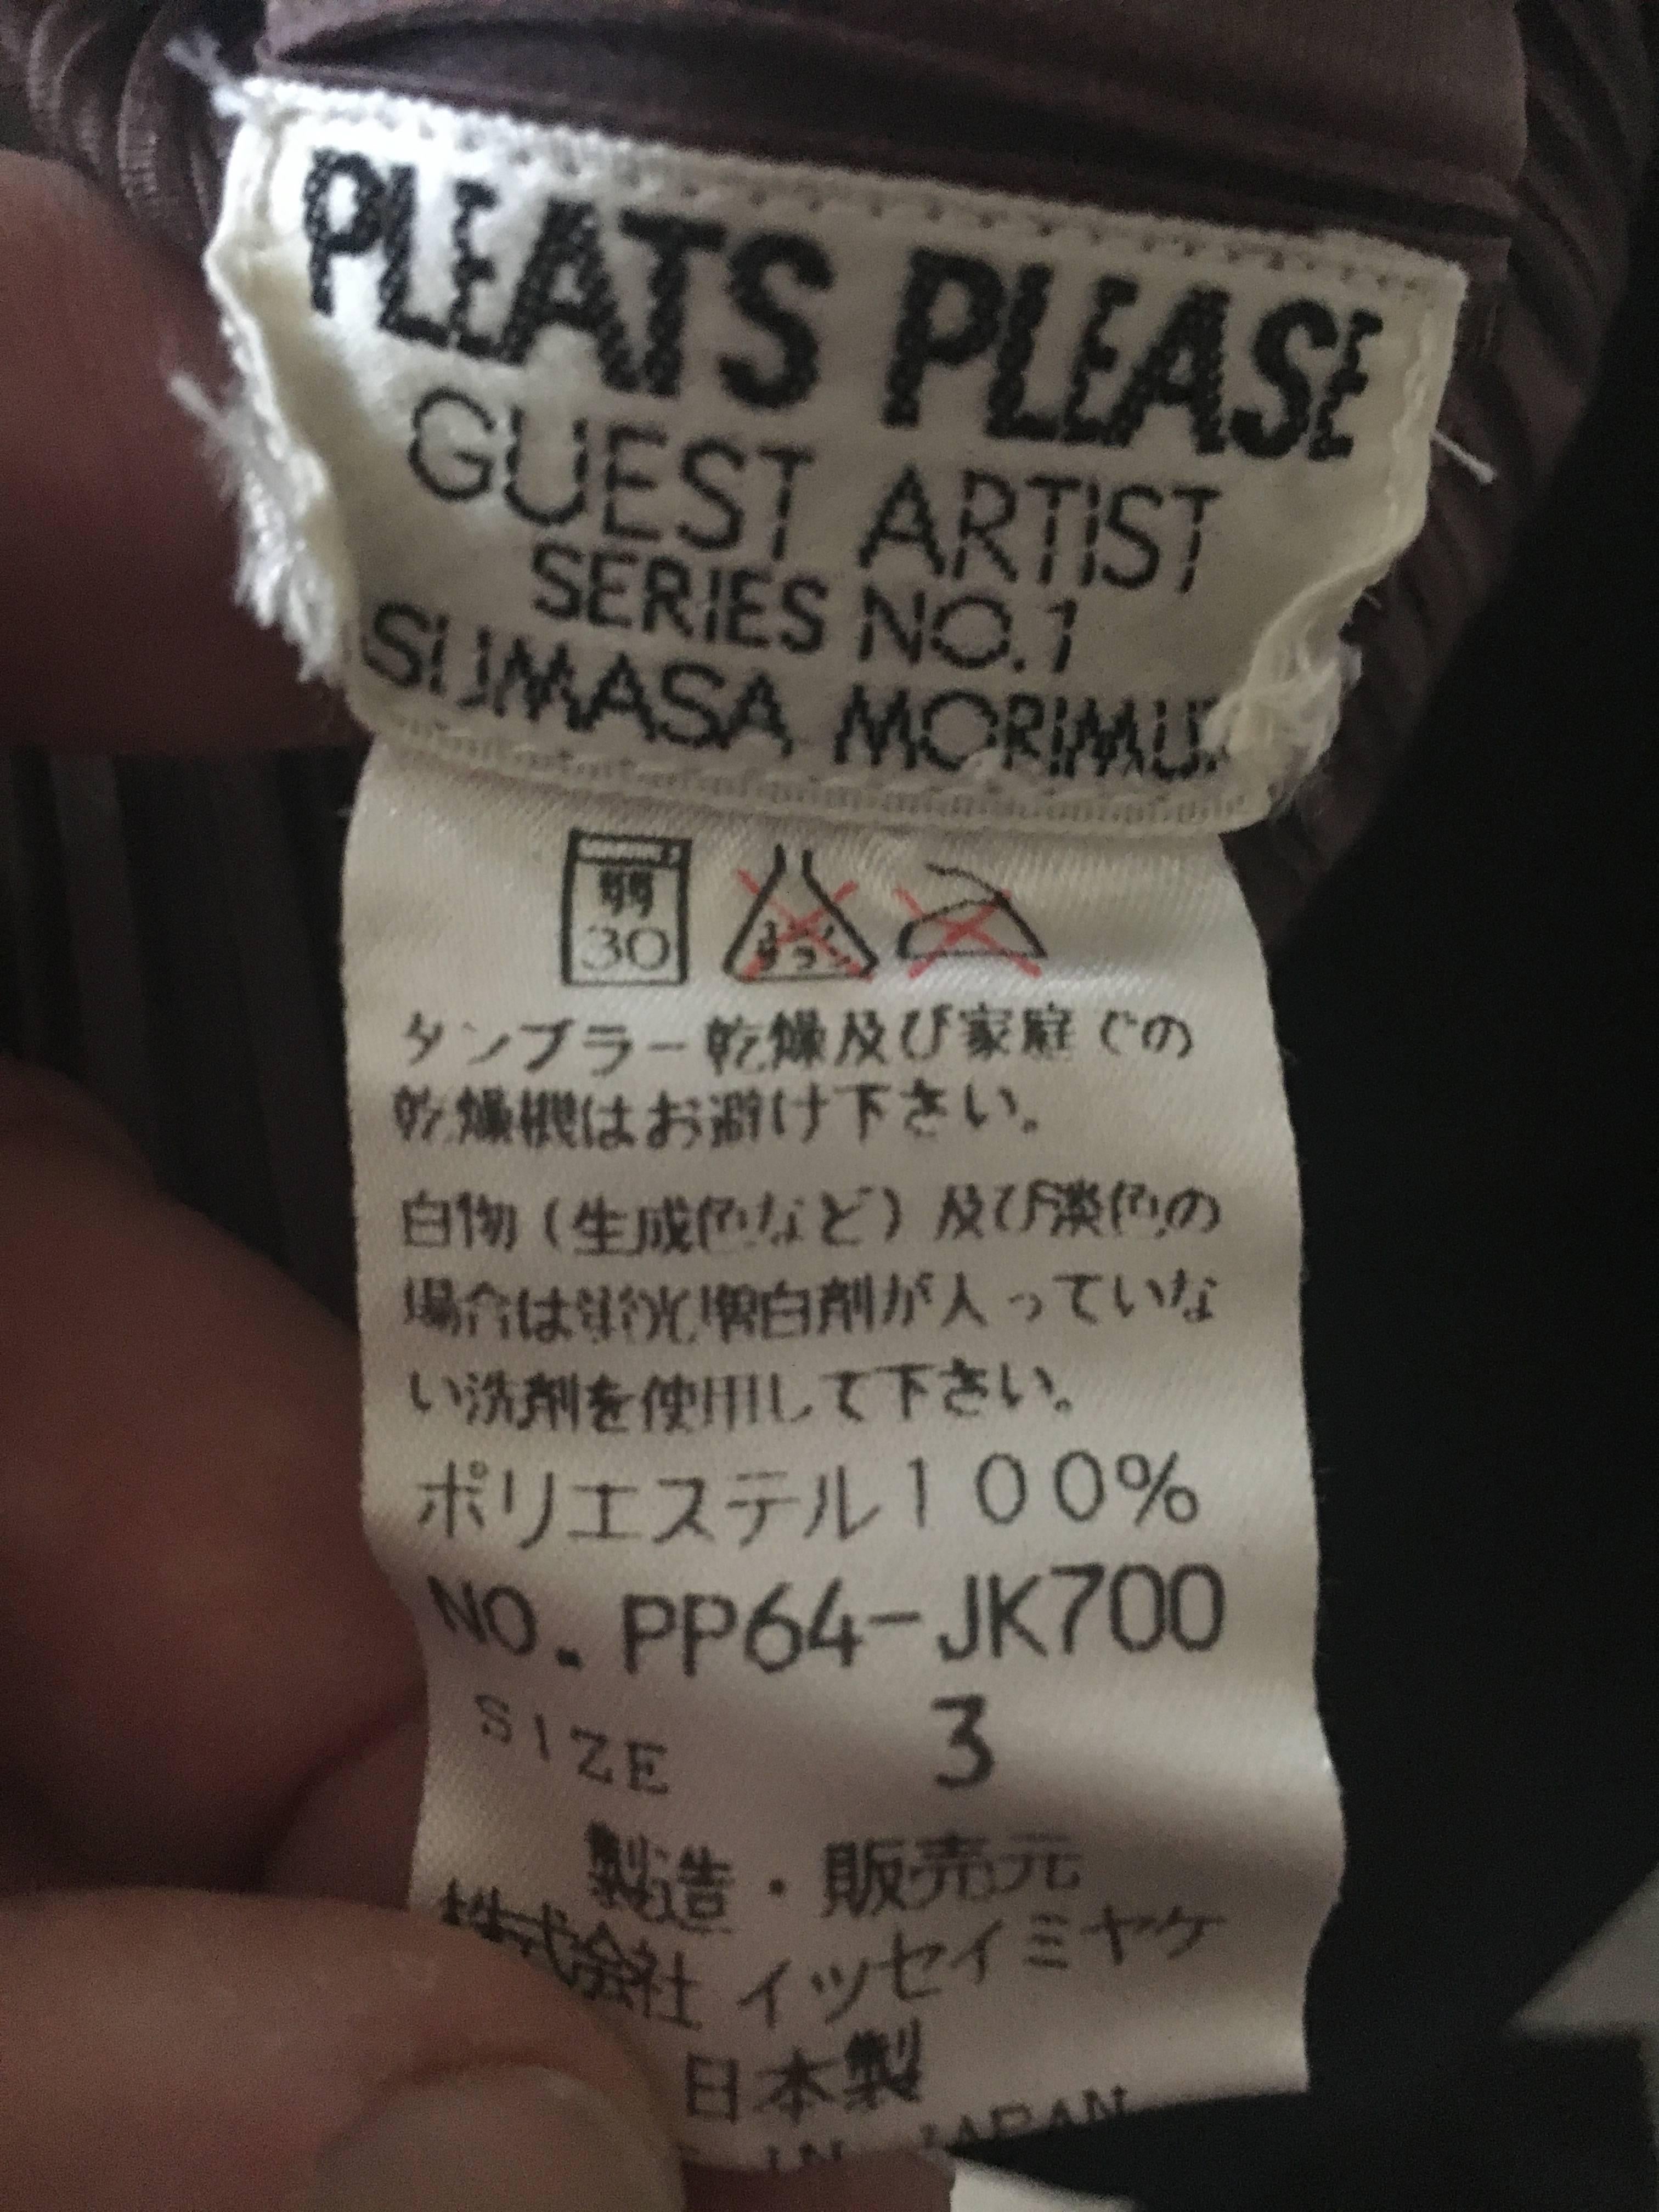 PLEATS PLEASE
GUEST ARTIST
SERIES NO.1
SUMASA MORIMU
弱
30
タンブラー乾燥及び家庭での
乾燥機はお避け下さい。
白物(生成色など)及び淡色の
場合は蛍光増白剤が入っていな
い洗剤を使用して下さい。
ポリエステル100%
NO. PP64-JK700
SIZE 3
製造・販売元
株式会社 イッセイミヤケ
日本製
IN JAPAN